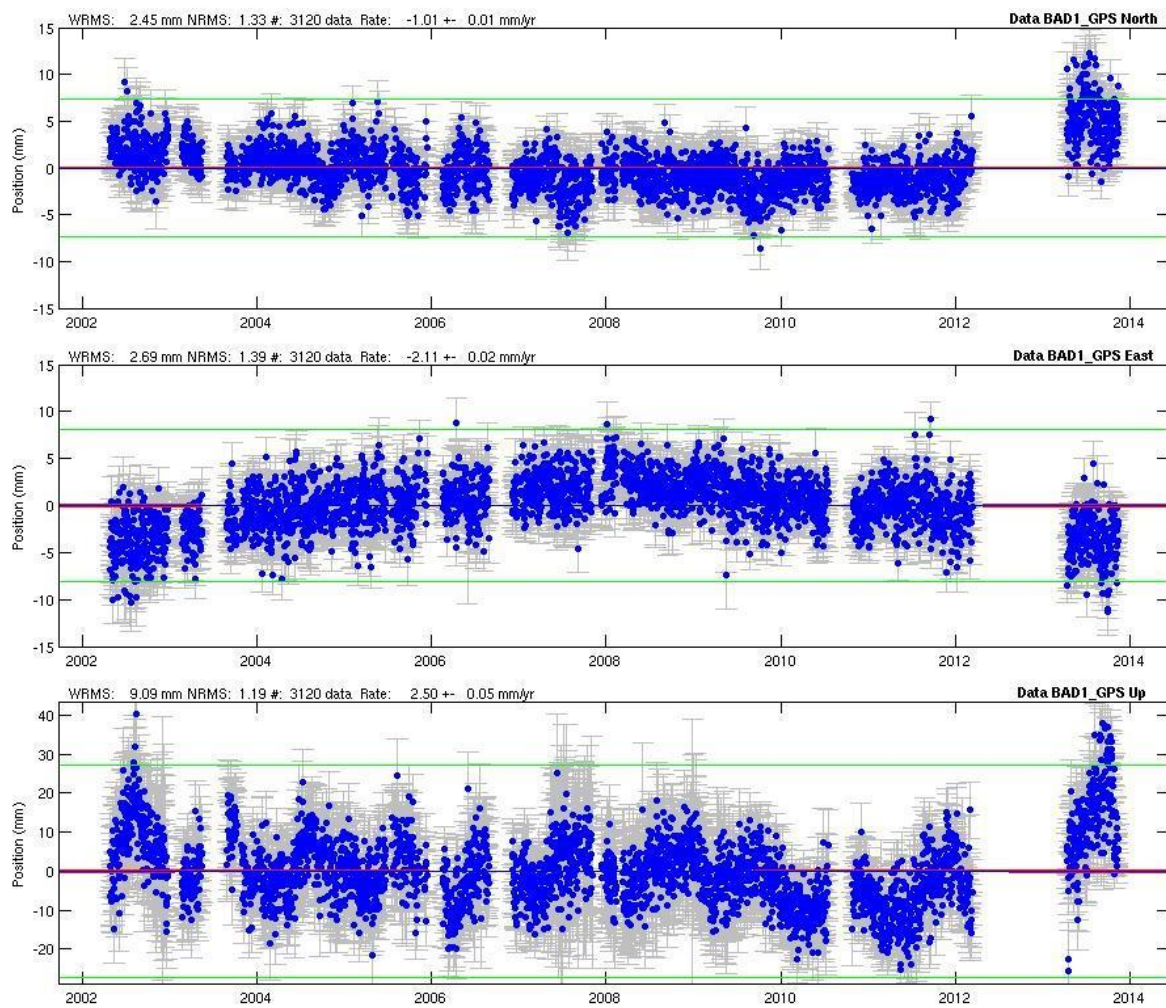 WRMS: 2.45 mm NRMS: 1.33 #: 3120 data Rate: -1.01 +- 0.01 mm/yr Data BAD1_GPS North
15
10
5
0
-5
-10
-15
Position (mm)
2002 2004 2006 2008 2010 2012 2014
WRMS: 2.69 mm NRMS: 1.39 #: 3120 data Rate: -2.11 +- 0.02 mm/yr Data BAD1_GPS East
15
10
5
0
-5
-10
-15
Position (mm)
2002 2004 2006 2008 2010 2012 2014
WRMS: 9.09 mm NRMS: 1.19 #: 3120 data Rate: 2.50 +- 0.05 mm/yr Data BAD1_GPS Up
40
30
20
10
0
-10
-20
Position (mm)
2002 2004 2006 2008 2010 2012 2014